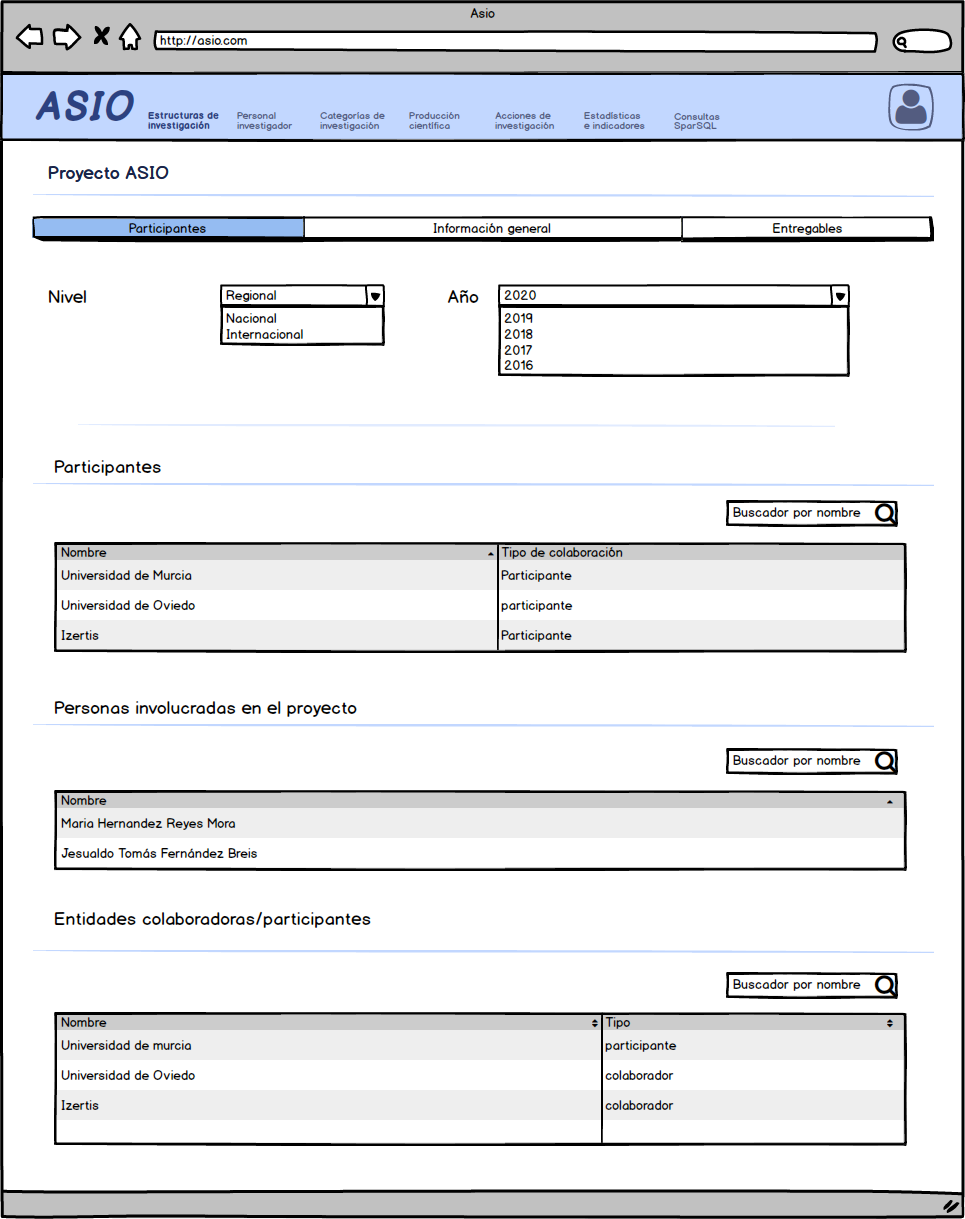 Asio
http://asio.com
ASIO
Estructuras de
investigación
Personal
investigador
Categorías de
investigación
Producción
científica
Acciones de
investigación
Estadísticas
e indicadores
Consultas
SparSQL
Proyecto ASIO
Participantes
Información general
Entregables
Nivel
Regional
Nacional
Internacional
Año
2020
2019
2018
2017
2016
Participantes
Buscador por nombre
Nombre Tipo de colaboración
Universidad de Murcia Participante
Universidad de Oviedo participante
Izertis Participante
Personas involucradas en el proyecto
Buscador por nombre
Nombre
Maria Hernandez Reyes Mora
Jesualdo Tomás Fernández Breis
Entidades colaboradoras/participantes
Buscador por nombre
Nombre Tipo
Universidad de murcia participante
Universidad de Oviedo colaborador
Izertis colaborador